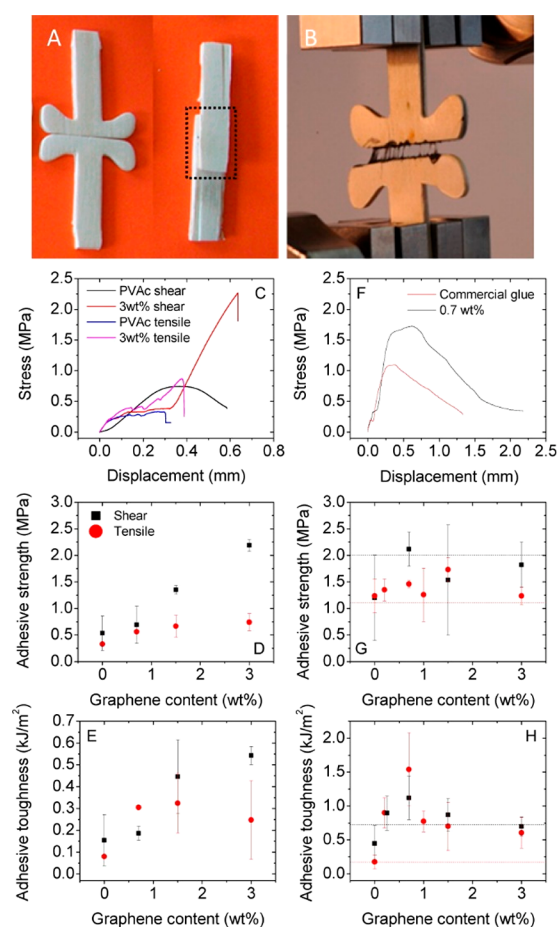 A
B
C
PVAc shear
3wt% shear
PVAc tensile
3wt% tensile
Stress (MPa)
2.5
2.0
1.5
1.0
0.5
0.0
0.0 0.2 0.4 0.6 0.8
Displacement (mm)
F
Commercial glue
0.7 wt%
Stress (MPa)
2.5
2.0
1.5
1.0
0.5
0.0
0.0 0.5 1.0 1.5 2.0 2.5
Displacement (mm)
Shear
Tensile
Adhesive strength (MPa)
3.0
2.5
2.0
1.5
1.0
0.5
0.0
D
0 1 2 3
Graphene content (wt%)
Adhesive strength (MPa)
3.0
2.5
2.0
1.5
1.0
0.5
0.0
G
0 1 2 3
Graphene content (wt%)
E
Adhesive toughness (kJ/m²)
0.7
0.6
0.5
0.4
0.3
0.2
0.1
0.0
0 1 2 3
Graphene content (wt%)
H
Adhesive toughness (kJ/m²)
2.0
1.5
1.0
0.5
0.0
0 1 2 3
Graphene content (wt%)